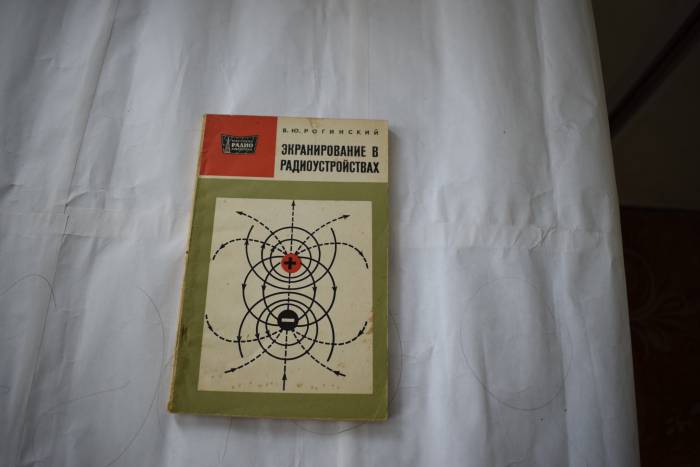 РАДИО
В. Ю. РОГИНСКИЙ
ЭКРАНИРОВАНИЕ В
РАДИОУСТРОЙСТВАХ
+
−